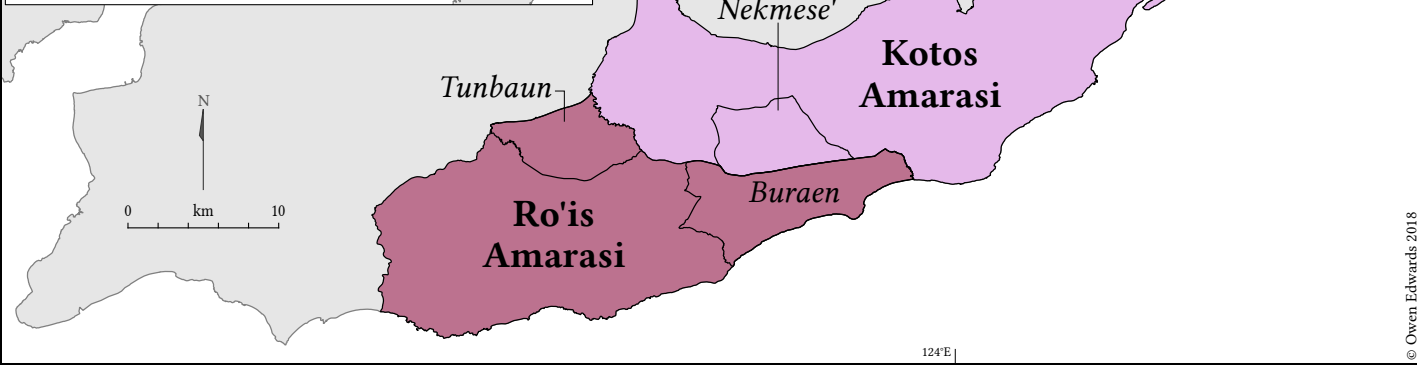 Nekmese'
Kotos
Amarasi
Tunbaun
N
0 km 10
Buraen
Ro'is
Amarasi
124°E
© Owen Edwards 2018